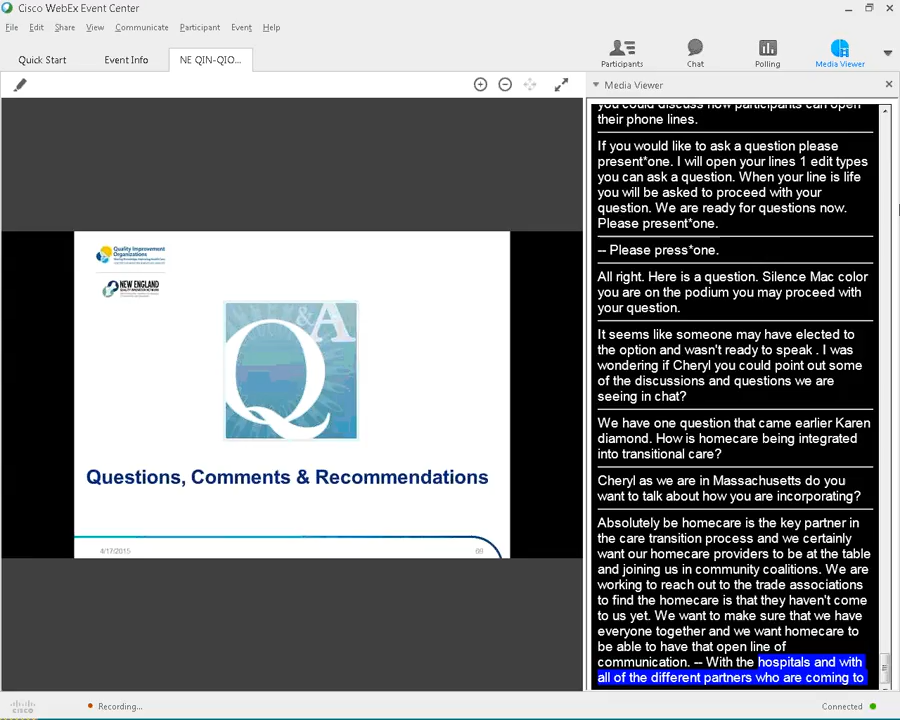 Cisco WebEx Event Center
File Edit Share View Communicate Participant Event Help
Quick Start Event Info NE QIN-QIO...
Participants Chat Polling Media Viewer
Media Viewer
you could discuss how participants can open
their phone lines.
If you would like to ask a question please
present*one. I will open your lines 1 edit types
you can ask a question. When your line is life
you will be asked to proceed with your
question. We are ready for questions now.
Please present*one.
-- Please press*one.
All right. Here is a question. Silence Mac color
you are on the podium you may proceed with
your question.
It seems like someone may have elected to
the option and wasn't ready to speak . I was
wondering if Cheryl you could point out some
of the discussions and questions we are
seeing in chat?
We have one question that came earlier Karen
diamond. How is homecare being integrated
into transitional care?
Cheryl as we are in Massachusetts do you
want to talk about how you are incorporating?
Absolutely be homecare is the key partner in
the care transition process and we certainly
want our homecare providers to be at the table
and joining us in community coalitions. We are
working to reach out to the trade associations
to find the homecare is that they haven't come
to us yet. We want to make sure that we have
everyone together and we want homecare to
be able to have that open line of
communication. -- With the hospitals and with
all of the different partners who are coming to
Quality Improvement
Organizations
NEW ENGLAND
Q & A
Questions, Comments & Recommendations
4/17/2015
69
cisco
Recording...
Connected